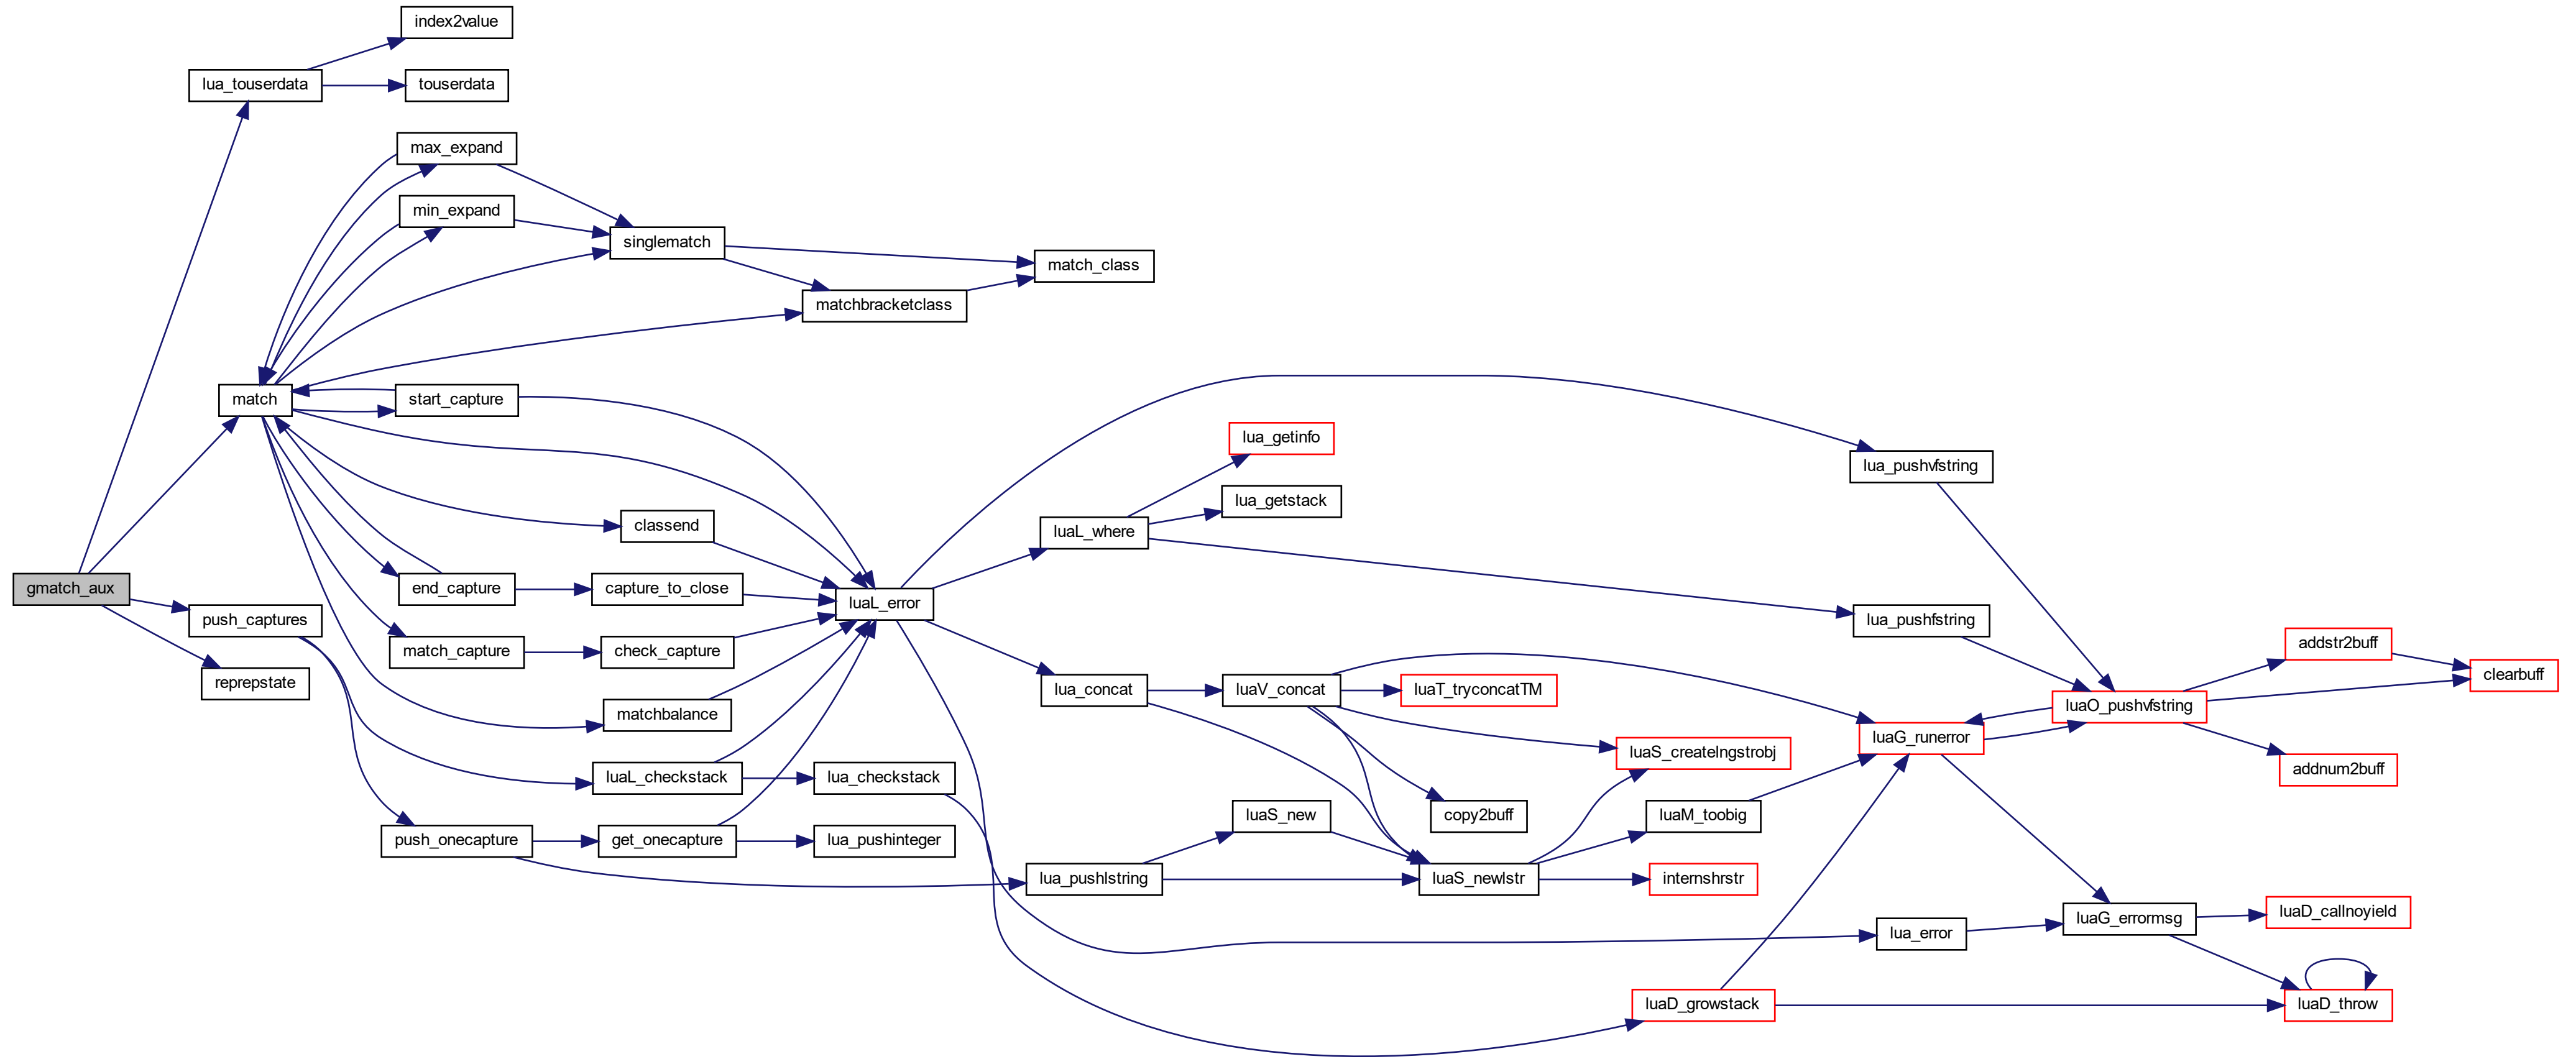 index2value
lua_touserdata
touserdata
max_expand
min_expand
singlematch
match_class
matchbracketclass
match
start_capture
lua_getinfo
lua_pushvfstring
lua_getstack
classend
luaL_where
gmatch_aux
end_capture
capture_to_close
luaL_error
push_captures
lua_pushfstring
match_capture
check_capture
addstr2buff
reprepstate
lua_concat
luaV_concat
luaT_tryconcatTM
clearbuff
matchbalance
luaO_pushvfstring
luaG_runerror
luaS_createlngstrobj
luaL_checkstack
lua_checkstack
addnum2buff
luaS_new
copy2buff
luaM_toobig
push_onecapture
get_onecapture
lua_pushinteger
lua_pushlstring
luaS_newlstr
internshrstr
luaG_errormsg
luaD_callnoyield
lua_error
luaD_growstack
luaD_throw